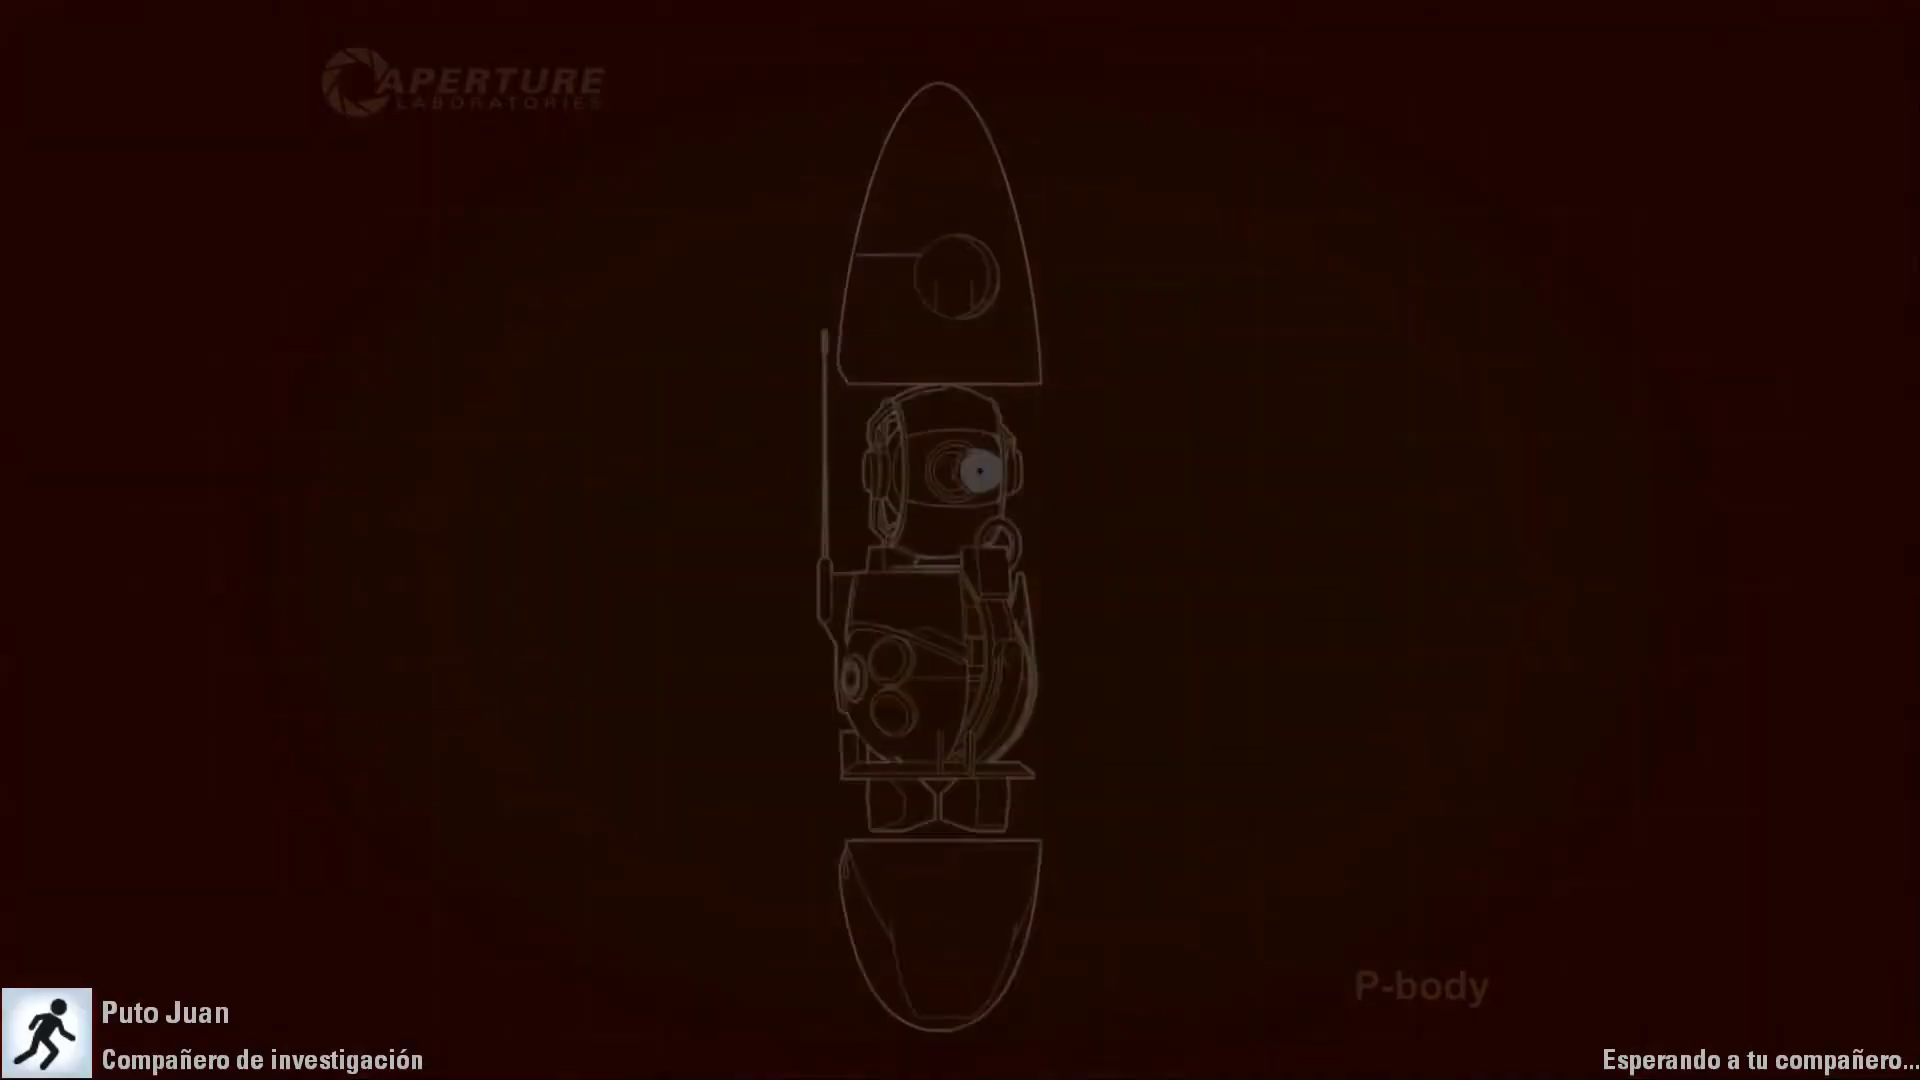 APERTURE
LABORATORIES
P-body
Puto Juan
Compañero de investigación
Esperando a tu compañero...